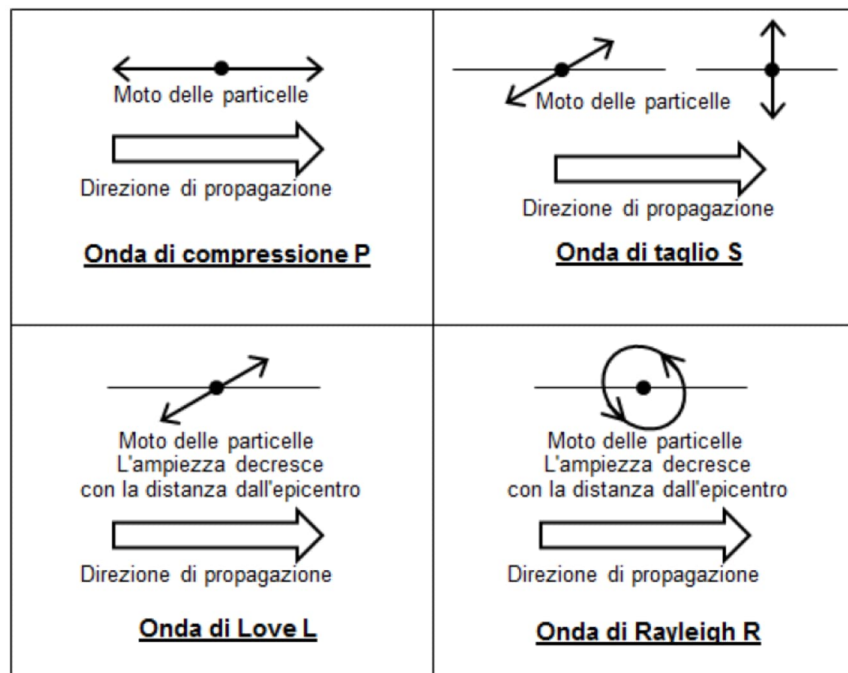 Moto delle particelle
Direzione di propagazione
Onda di compressione P
Moto delle particelle
Direzione di propagazione
Onda di taglio S
Moto delle particelle
L'ampiezza decresce
con la distanza dall'epicentro
Direzione di propagazione
Onda di Love L
Moto delle particelle
L'ampiezza decresce
con la distanza dall'epicentro
Direzione di propagazione
Onda di Rayleigh R